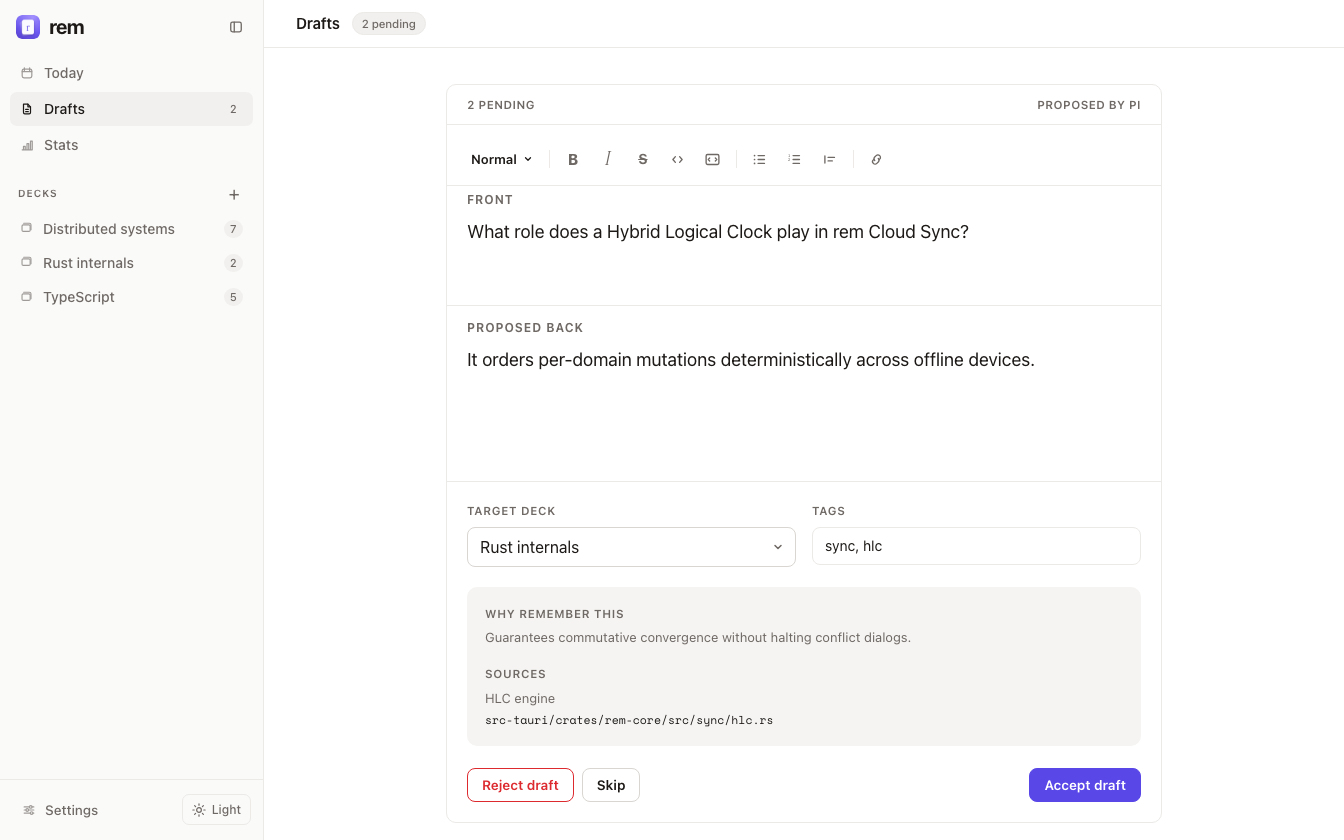 r rem
Today
Drafts 2
Stats
DECKS
Distributed systems 7
Rust internals 2
TypeScript 5
Settings
Light
Drafts 2 pending
2 PENDING PROPOSED BY PI
Normal B I S
FRONT
What role does a Hybrid Logical Clock play in rem Cloud Sync?
PROPOSED BACK
It orders per-domain mutations deterministically across offline devices.
TARGET DECK TAGS
Rust internals sync, hlc
WHY REMEMBER THIS
Guarantees commutative convergence without halting conflict dialogs.
SOURCES
HLC engine
src-tauri/crates/rem-core/src/sync/hlc.rs
Reject draft Skip Accept draft